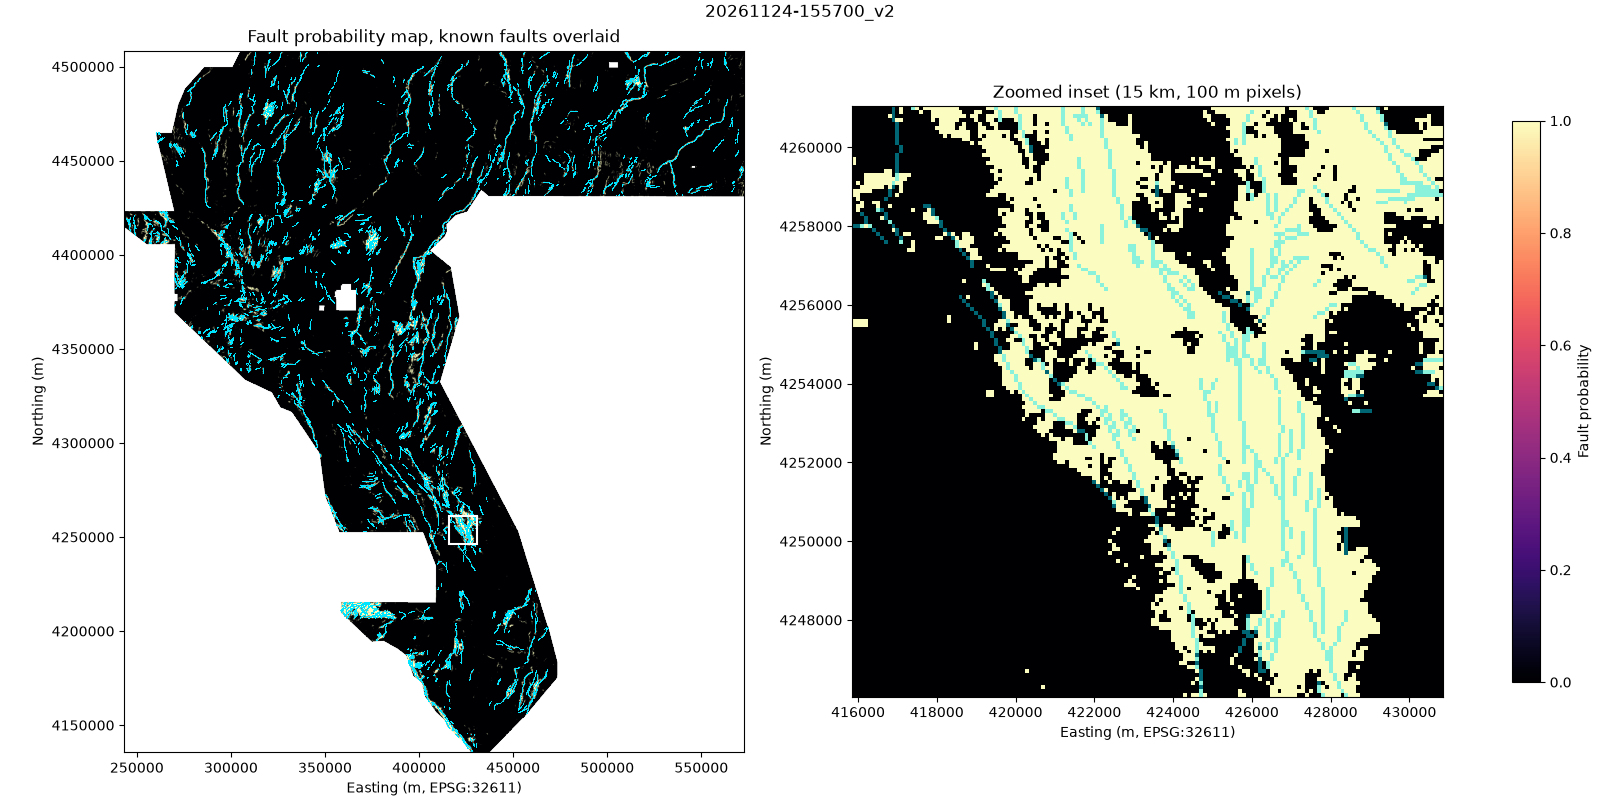 20261124-155700_v2
Fault probability map, known faults overlaid
4500000
4450000
4400000
4350000
4300000
4250000
4200000
4150000
Northing (m)
250000 300000 350000 400000 450000 500000 550000
Easting (m, EPSG:32611)
Zoomed inset (15 km, 100 m pixels)
4260000
4258000
4256000
4254000
4252000
4250000
4248000
Northing (m)
416000 418000 420000 422000 424000 426000 428000 430000
Easting (m, EPSG:32611)
1.0
0.8
0.6
0.4
0.2
0.0
Fault probability